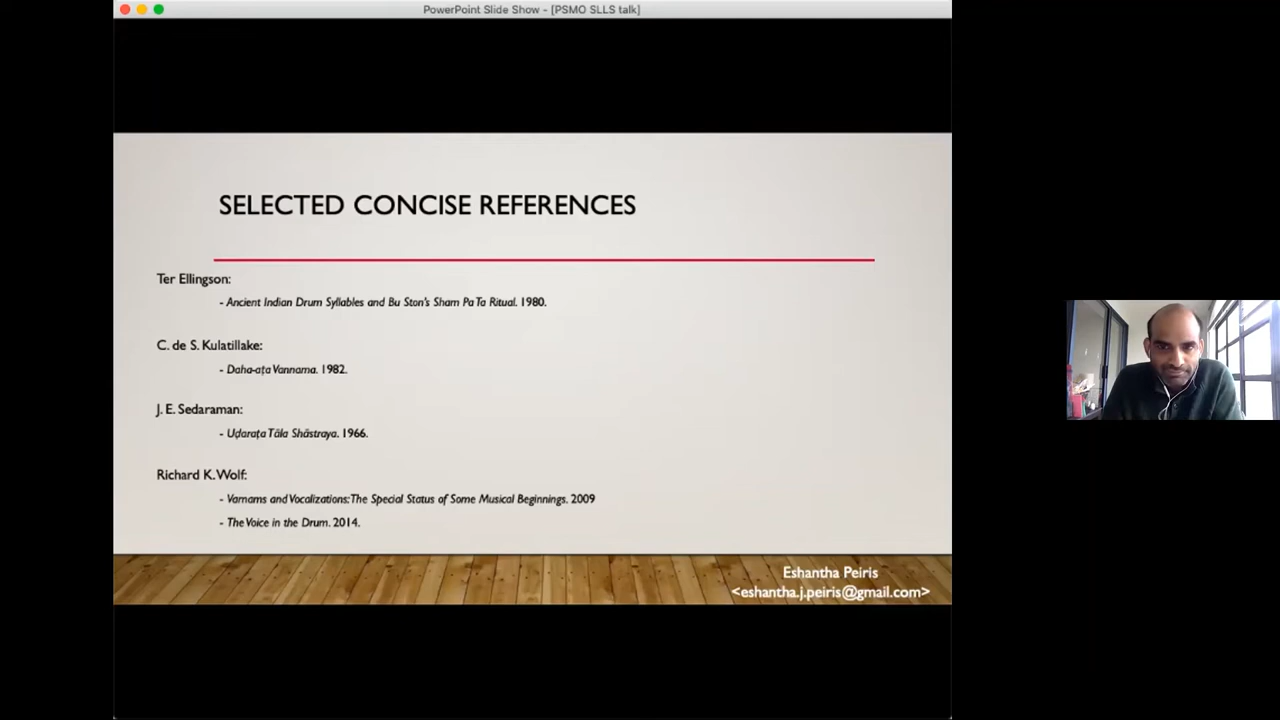 PowerPoint Slide Show - [PSMO SLLS talk]
SELECTED CONCISE REFERENCES
Ter Ellingson:
- Ancient Indian Drum Syllables and Bu Ston's Sham Pa Ta Ritual. 1980.
C. de S. Kulatillake:
- Daha-aṭa Vannama. 1982.
J. E. Sedaraman:
- Uḍaraṭa Tāla Shāstraya. 1966.
Richard K. Wolf:
- Varnams and Vocalizations: The Special Status of Some Musical Beginnings. 2009
- The Voice in the Drum. 2014.
Eshantha Peiris
<eshantha.j.peiris@gmail.com>